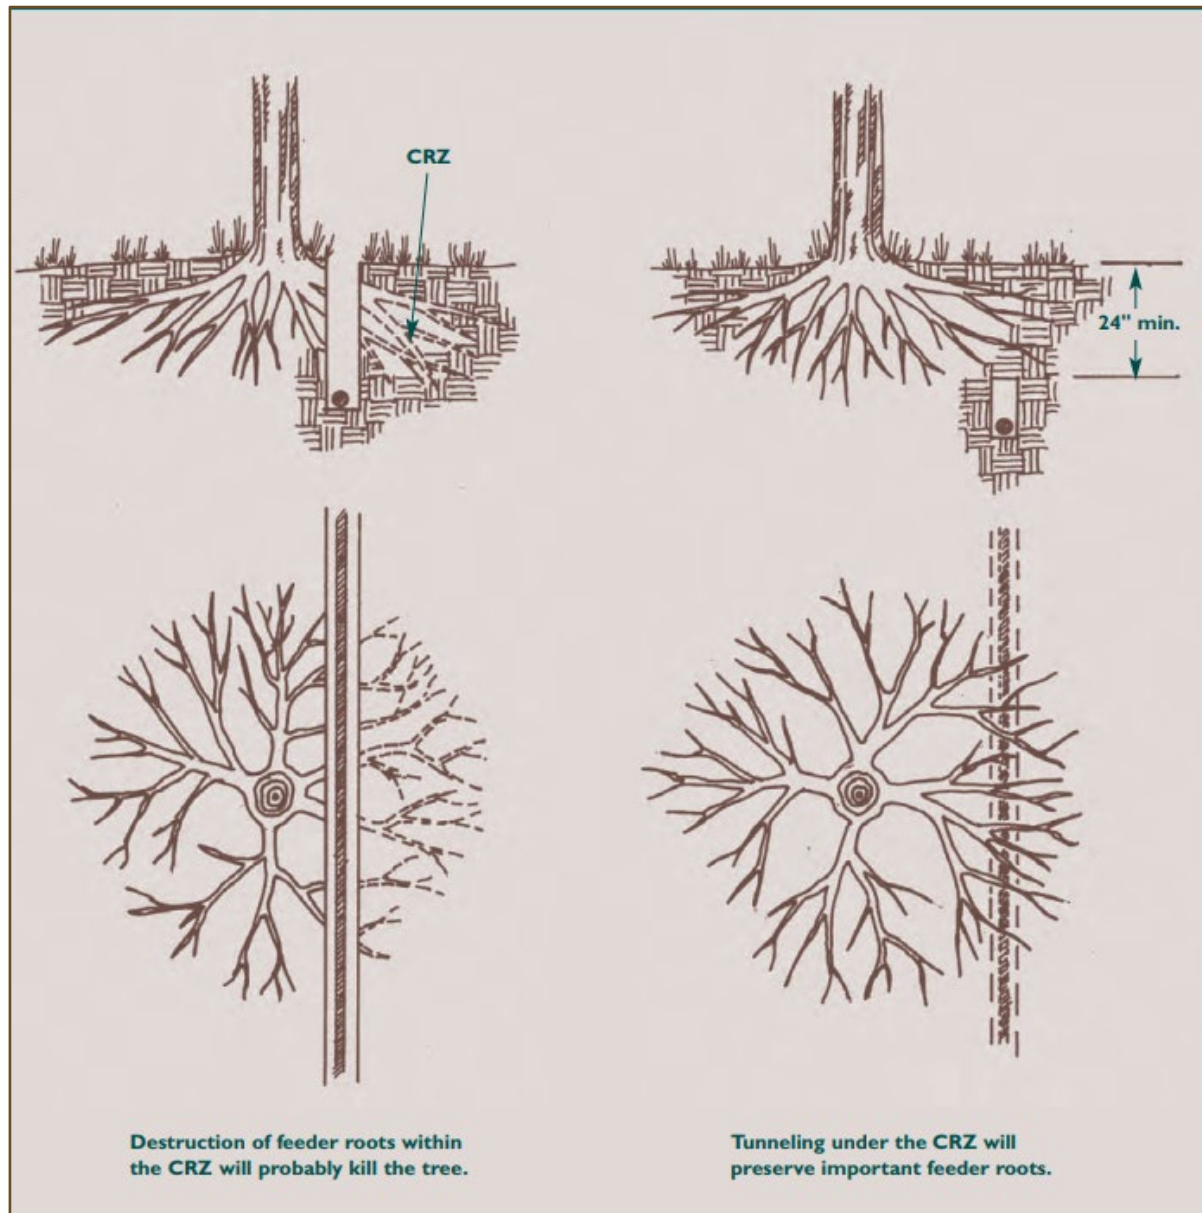 CRZ
24" min.
Destruction of feeder roots within
the CRZ will probably kill the tree.
Tunneling under the CRZ will
preserve important feeder roots.